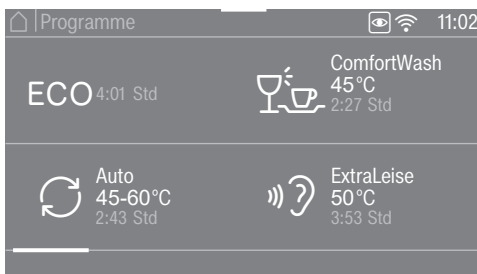 Programme
11:02
ECO 4:01 Std
ComfortWash
45°C
2:27 Std
Auto
45-60°C
2:43 Std
ExtraLeise
50°C
3:53 Std